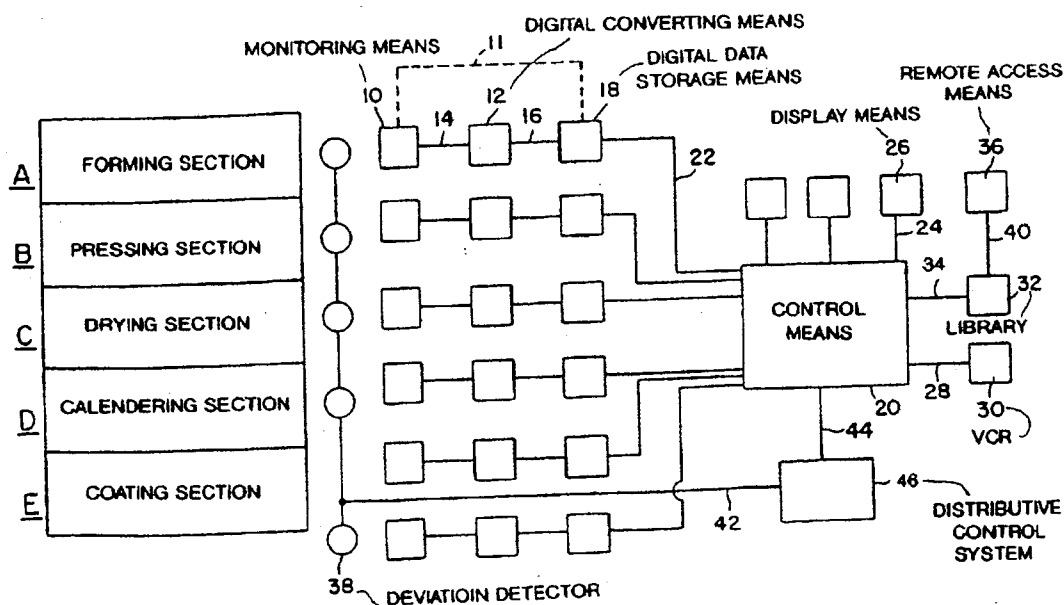 DIGITAL CONVERTING MEANS
MONITORING MEANS
11
DIGITAL DATA
STORAGE MEANS
REMOTE ACCESS
MEANS
10
12
18
DISPLAY MEANS
14
16
26
36
A
FORMING SECTION
22
24
40
B
PRESSING SECTION
34
32
C
DRYING SECTION
CONTROL
MEANS
LIBRARY
28
D
CALENDERING SECTION
20
30
44
VCR
E
COATING SECTION
42
46
DISTRIBUTIVE
CONTROL
SYSTEM
38
DEVIATIOIN DETECTOR